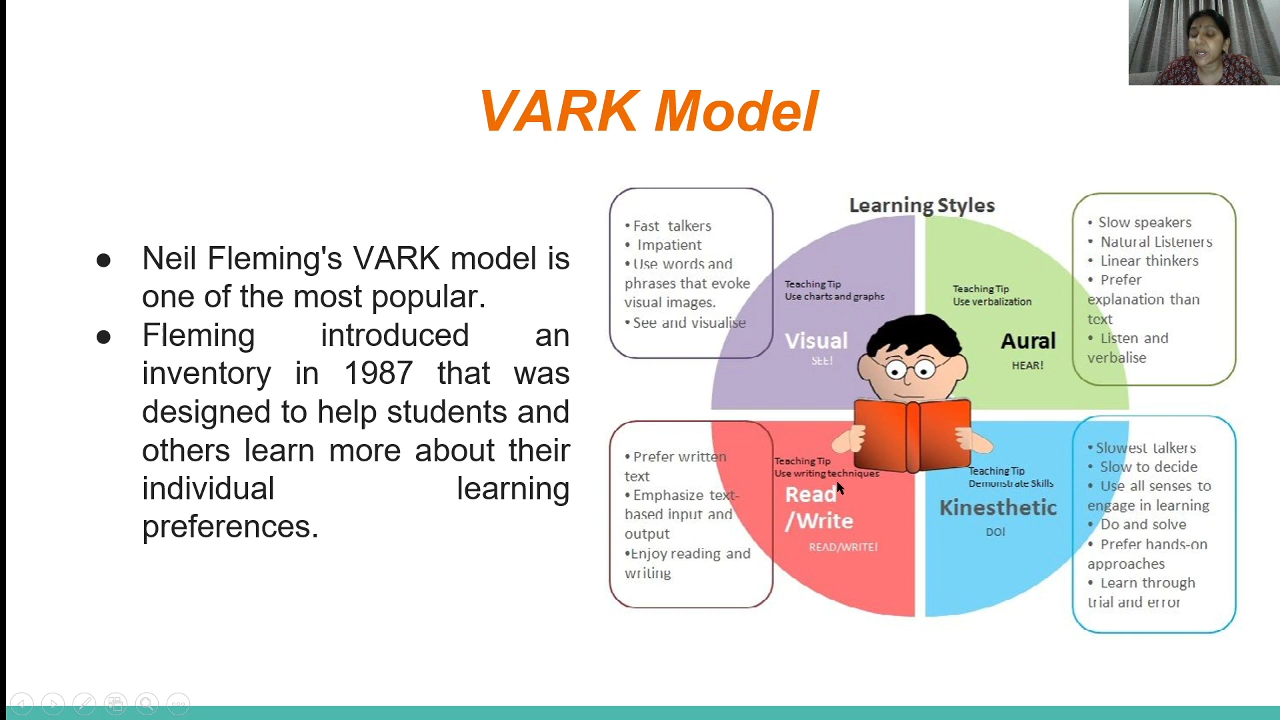 VARK Model
● Neil Fleming's VARK model is
one of the most popular.
● Fleming introduced an
inventory in 1987 that was
designed to help students and
others learn more about their
individual learning
preferences.
Learning Styles
• Fast talkers
• Impatient
• Use words and
phrases that evoke
visual images.
• See and visualise
Teaching Tip
Use charts and graphs
Visual
SEE!
Teaching Tip
Use verbalization
Aural
HEAR!
• Slow speakers
• Natural Listeners
• Linear thinkers
• Prefer
explanation than
text
• Listen and
verbalise
• Prefer written
text
• Emphasize text-
based input and
output
•Enjoy reading and
writing
Teaching Tip
Use writing techniques
Read
/Write
READ/WRITE!
Teaching Tip
Demonstrate Skills
Kinesthetic
DO!
• Slowest talkers
• Slow to decide
• Use all senses to
engage in learning
• Do and solve
• Prefer hands-on
approaches
• Learn through
trial and error